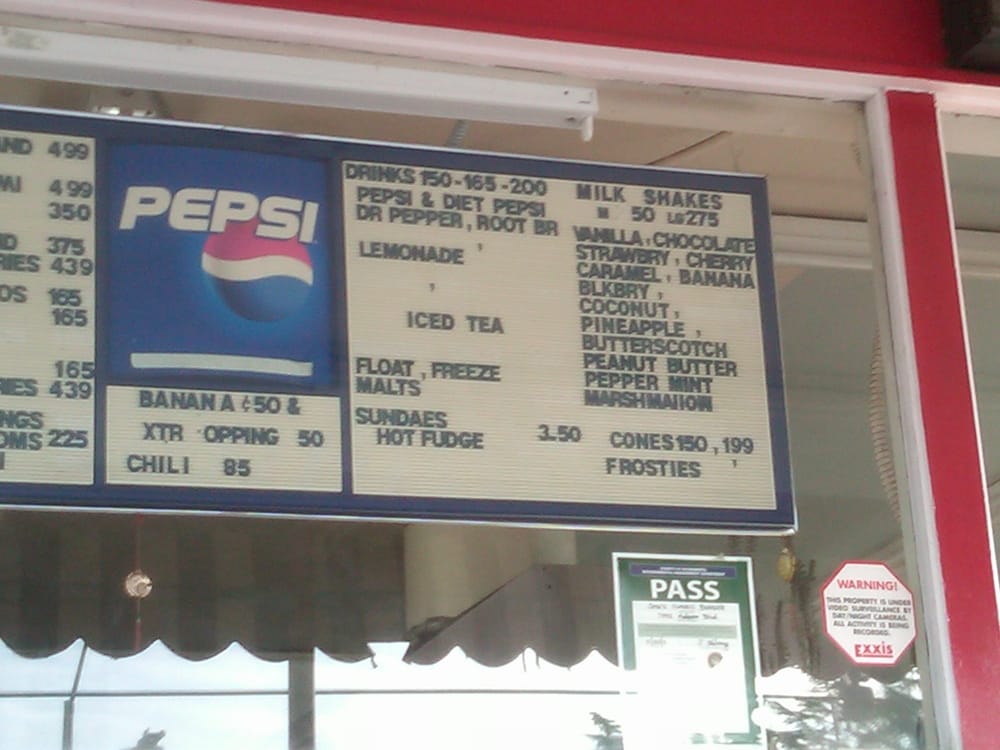 AND 499
MI 499
350
ND 375
RIES 439
OS 165
165
165
RIES 439
NGS
OMS 225
PEPSI
BANANA ¢50 &
XTR OPPING 50
CHILI 85
DRINKS 150-165-200
PEPSI & DIET PEPSI
DR PEPPER, ROOT BR
LEMONADE '
,
ICED TEA
FLOAT, FREEZE
MALTS
SUNDAES
HOT FUDGE 3.50
MILK SHAKES
M 50 LG275
VANILLA, CHOCOLATE
STRAWBRY, CHERRY
CARAMEL, BANANA
BLKBRY,
COCONUT,
PINEAPPLE,
BUTTERSCOTCH
PEANUT BUTTER
PEPPER MINT
MARSHMALLOW
CONES150,199
FROSTIES '
PASS
WARNING!
THIS PROPERTY IS UNDER
VIDEO SURVEILLANCE BY
DAY/NIGHT CAMERAS.
ALL ACTIVITY IS BEING
RECORDED.
EXXIS